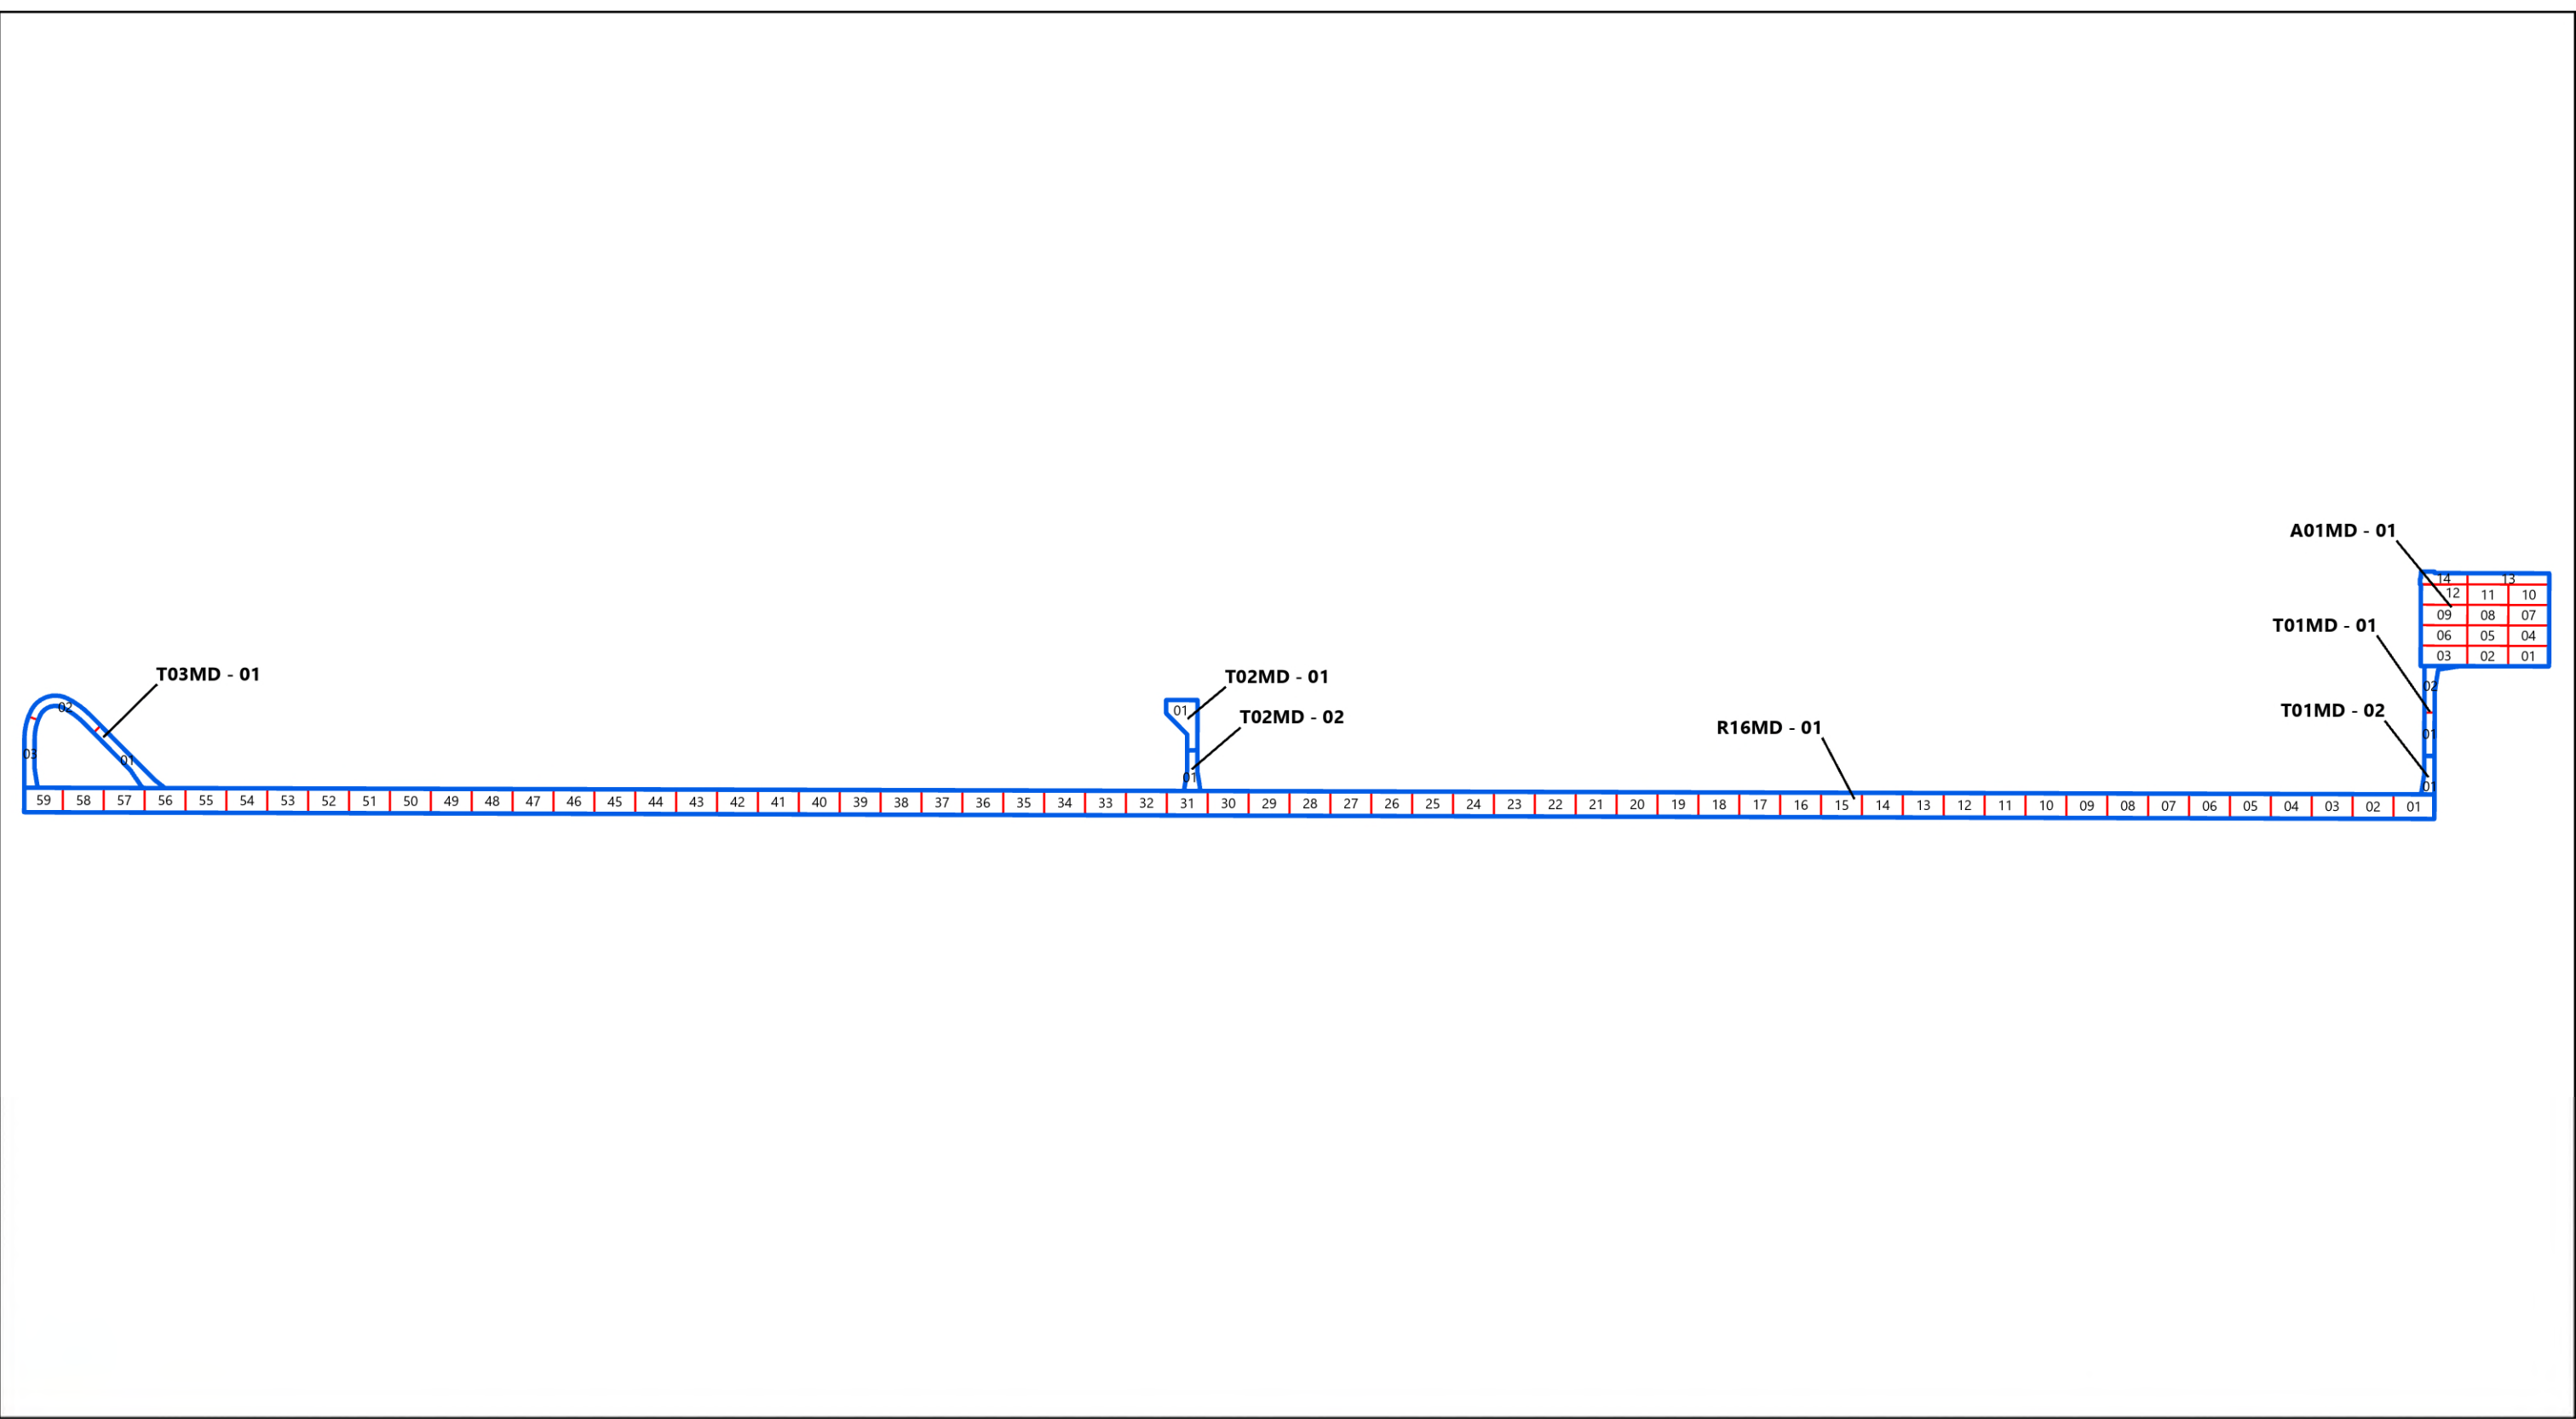 A01MD - 01
14 13
12 11 10
09 08 07
06 05 04
03 02 01
T01MD - 01
02
01
T01MD - 02
01
T03MD - 01
02
01
03
T02MD - 01
01
T02MD - 02
01
R16MD - 01
59 58 57 56 55 54 53 52 51 50 49 48 47 46 45 44 43 42 41 40 39 38 37 36 35 34 33 32 31 30 29 28 27 26 25 24 23 22 21 20 19 18 17 16 15 14 13 12 11 10 09 08 07 06 05 04 03 02 01